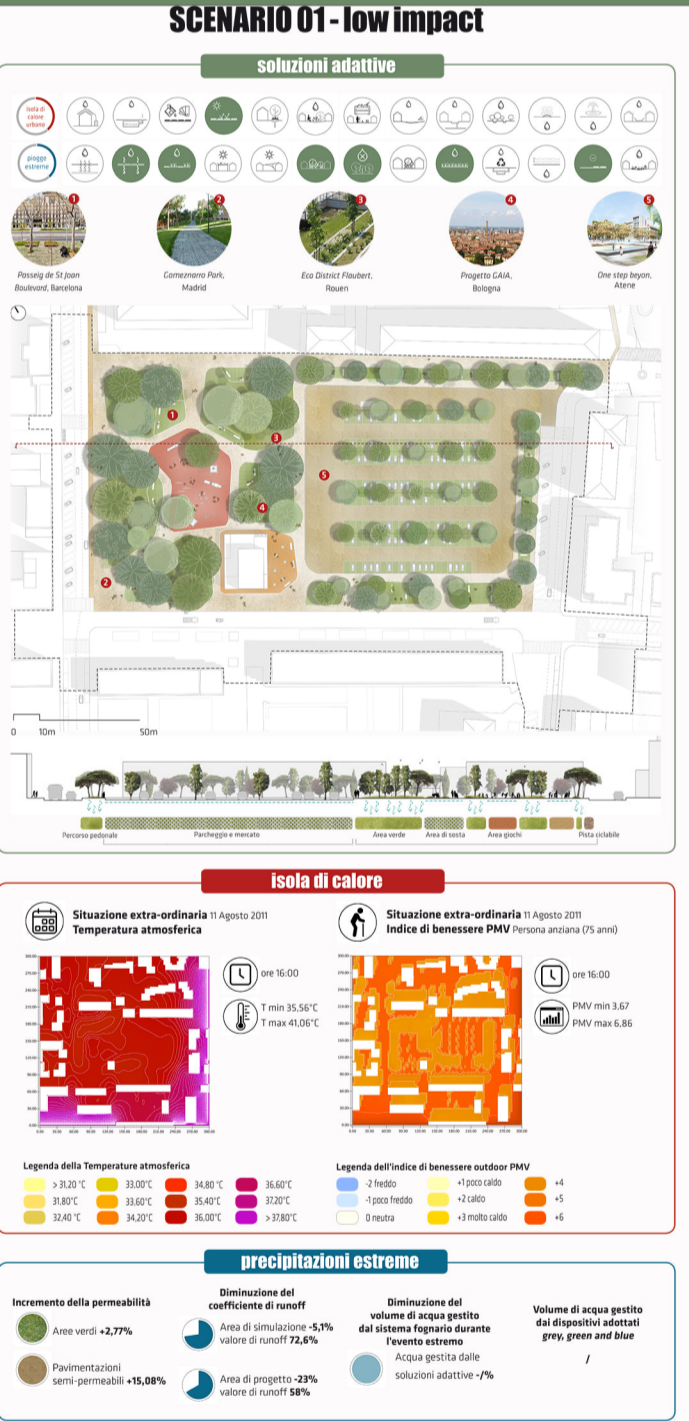 SCENARIO 01 - low impact
soluzioni adattive
isola di
calore
urbano
piogge
estreme
1
2
3
4
5
Passeig de St Joan
Boulevard, Barcelona
Gomeznarro Park,
Madrid
Eco District Flaubert,
Rouen
Progetto GAIA,
Bologna
One step beyon,
Atene
1
3
5
4
2
0 10m 50m
Percorso pedonale
Parcheggio e mercato
Area verde
Area di sosta
Area giochi
Pista ciclabile
isola di calore
Situazione extra-ordinaria 11 Agosto 2011
Temperatura atmosferica
ore 16:00
T min 35,56°C
T max 41,06°C
Situazione extra-ordinaria 11 Agosto 2011
Indice di benessere PMV Persona anziana (75 anni)
ore 16:00
PMV min 3,67
PMV max 6,86
Legenda della Temperature atmosferica
> 31,20 °C 33,00°C 34,80 °C 36,60°C
31,80°C 33,60°C 35,40°C 37,20°C
32,40 °C 34,20°C 36,00°C > 37,80°C
Legenda dell'indice di benessere outdoor PMV
-2 freddo +1 poco caldo +4
-1 poco freddo +2 caldo +5
0 neutra +3 molto caldo +6
precipitazioni estreme
Incremento della permeabilità
Aree verdi +2,77%
Pavimentazioni
semi-permeabili +15,08%
Diminuzione del
coefficiente di runoff
Area di simulazione -5,1%
valore di runoff 72,6%
Area di progetto -23%
valore di runoff 58%
Diminuzione del
volume di acqua gestito
dal sistema fognario durante
l'evento estremo
Acqua gestita dalle
soluzioni adattive -/%
Volume di acqua gestito
dai dispositivi adottati
grey, green and blue
/